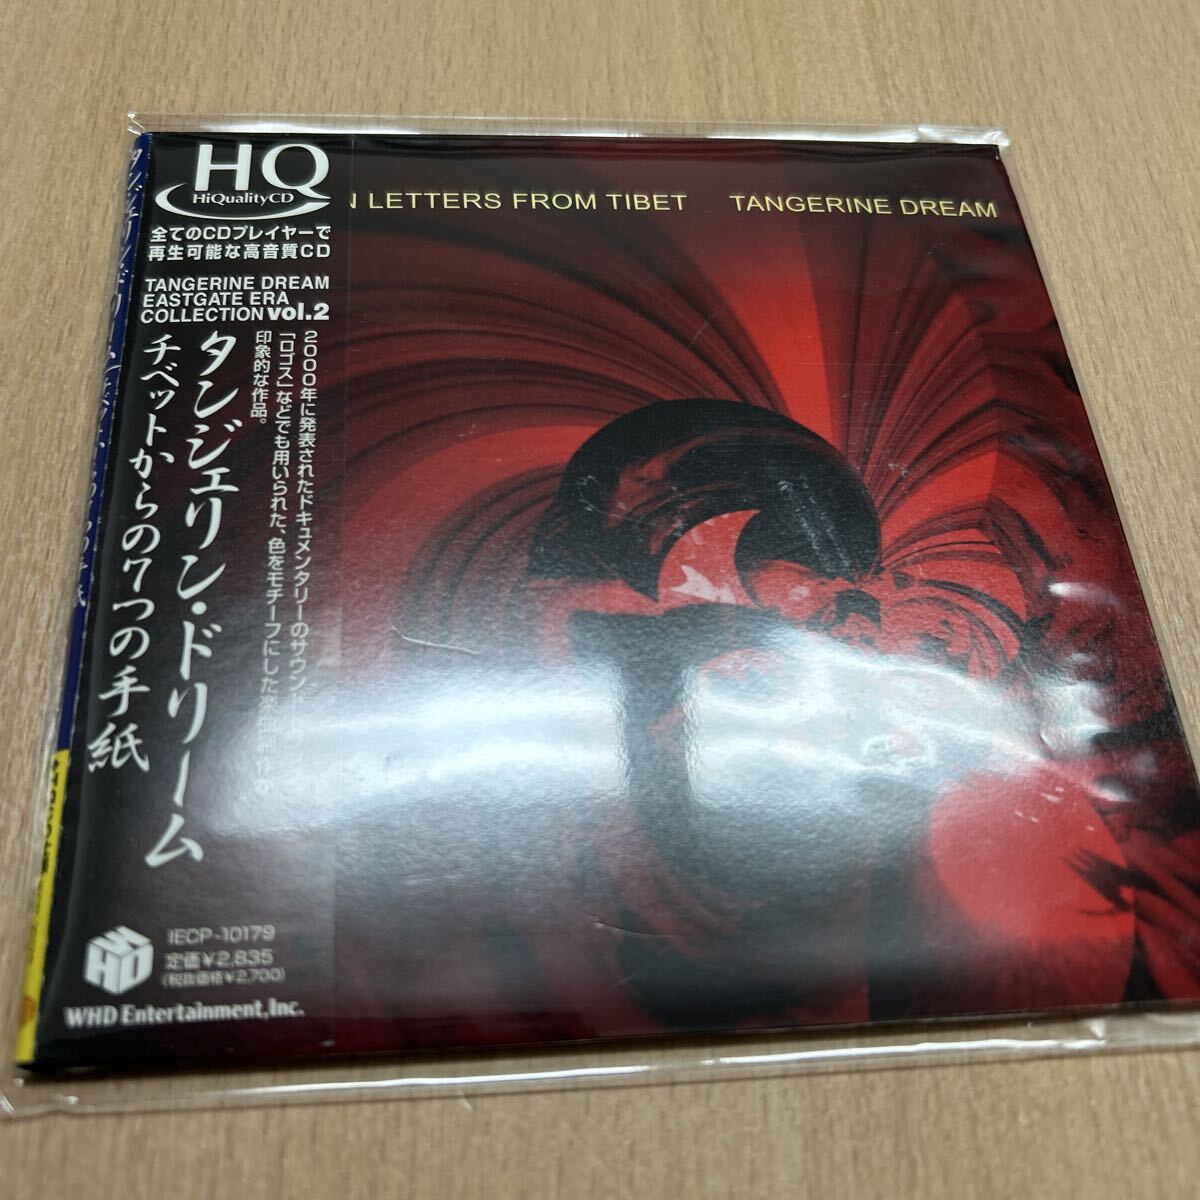 HQ
HiQualityCD
全てのCDプレイヤーで
再生可能な高音質CD
TANGERINE DREAM
EASTGATE ERA
COLLECTION vol.2
N LETTERS FROM TIBET TANGERINE DREAM
2000年に発表されたドキュメンタリーのサウン
「ロゴス」などでも用いられた、色をモチーフにした
印象的な作品。
タンジェリン・ドリーム
チベットからの7つの手紙
WHD
IECP-10179
定価¥2,835
(税抜価格¥2,700)
WHD Entertainment,Inc.